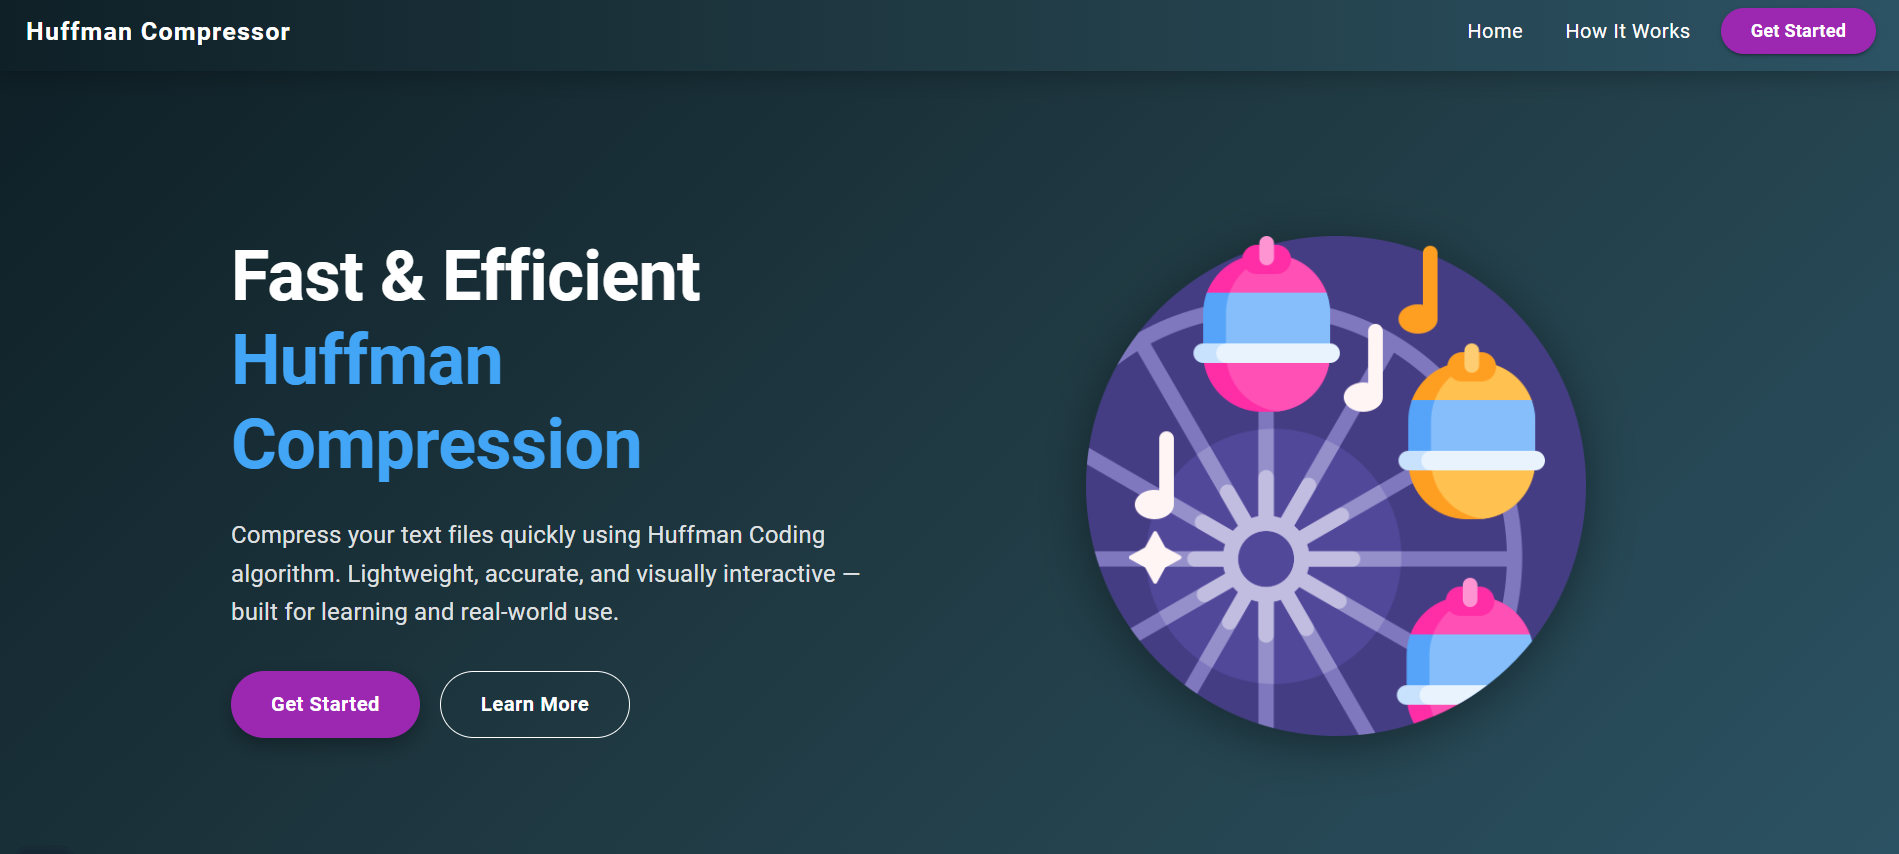 Huffman Compressor
Home
How It Works
Get Started
Fast & Efficient
Huffman
Compression
Compress your text files quickly using Huffman Coding
algorithm. Lightweight, accurate, and visually interactive —
built for learning and real-world use.
Get Started
Learn More